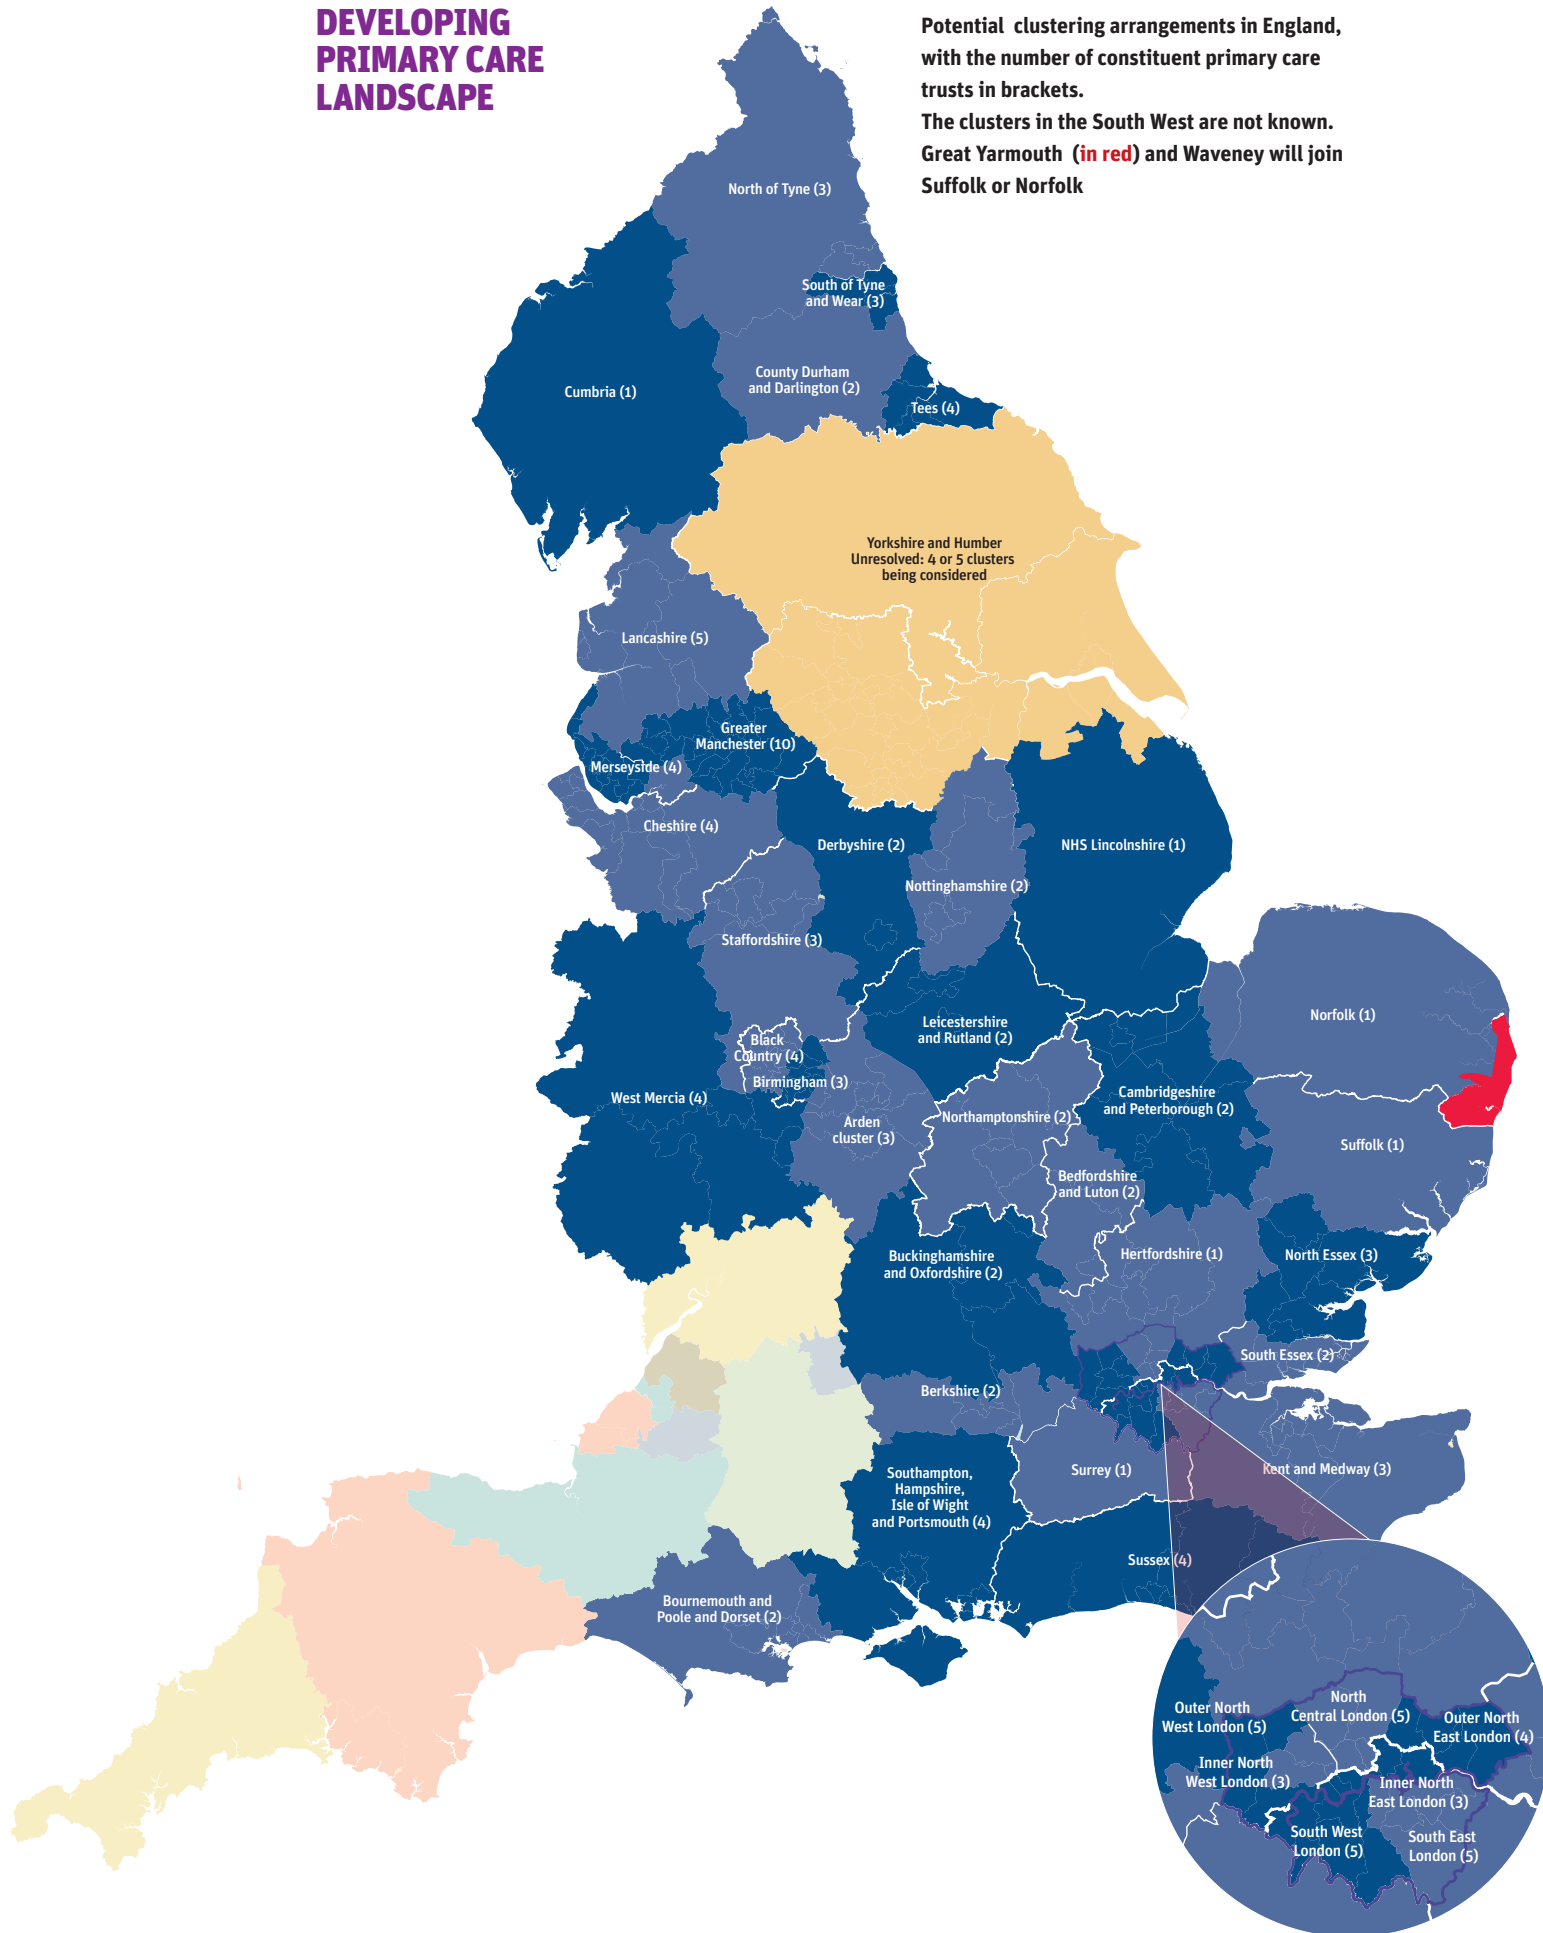 DEVELOPING
PRIMARY CARE
LANDSCAPE
Potential clustering arrangements in England,
with the number of constituent primary care
trusts in brackets.
The clusters in the South West are not known.
Great Yarmouth (in red) and Waveney will join
Suffolk or Norfolk
North of Tyne (3)
South of Tyne
and Wear (3)
County Durham
and Darlington (2)
Cumbria (1)
Tees (4)
Yorkshire and Humber
Unresolved: 4 or 5 clusters
being considered
Lancashire (5)
Greater
Manchester (10)
Merseyside (4)
Cheshire (4)
Derbyshire (2)
NHS Lincolnshire (1)
Nottinghamshire (2)
Staffordshire (3)
Norfolk (1)
Leicestershire
and Rutland (2)
Black
Country (4)
Birmingham (3)
West Mercia (4)
Cambridgeshire
and Peterborough (2)
Northamptonshire (2)
Arden
cluster (3)
Suffolk (1)
Bedfordshire
and Luton (2)
Buckinghamshire
and Oxfordshire (2)
Hertfordshire (1)
North Essex (3)
South Essex (2)
Berkshire (2)
Surrey (1)
Kent and Medway (3)
Southampton,
Hampshire,
Isle of Wight
and Portsmouth (4)
Sussex (4)
Bournemouth and
Poole and Dorset (2)
Outer North
West London (5)
North
Central London (5)
Outer North
East London (4)
Inner North
West London (3)
Inner North
East London (3)
South West
London (5)
South East
London (5)